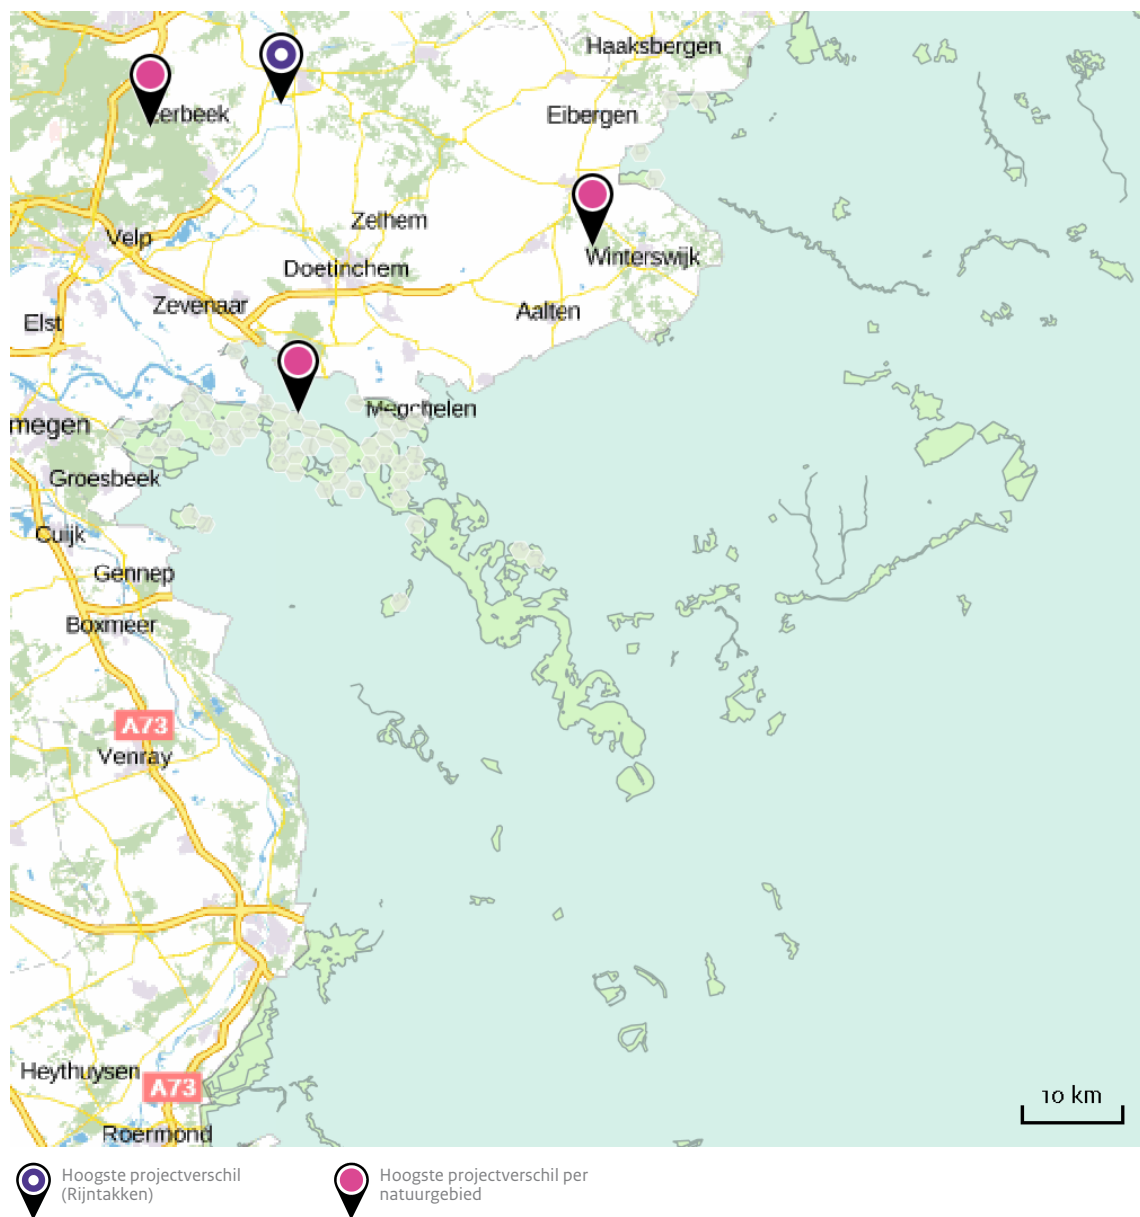 Haaksbergen
Eibergen
erbeek
Zelhem
Velp
Winterswijk
Doetinchem
Zevenaar
Aalten
Elst
Megchelen
megen
Groesbeek
Cuijk
Gennep
Boxmeer
A73
Venray
Heythuysen
A73
10 km
Roermond
Hoogste projectverschil
(Rijntakken)
Hoogste projectverschil per
natuurgebied